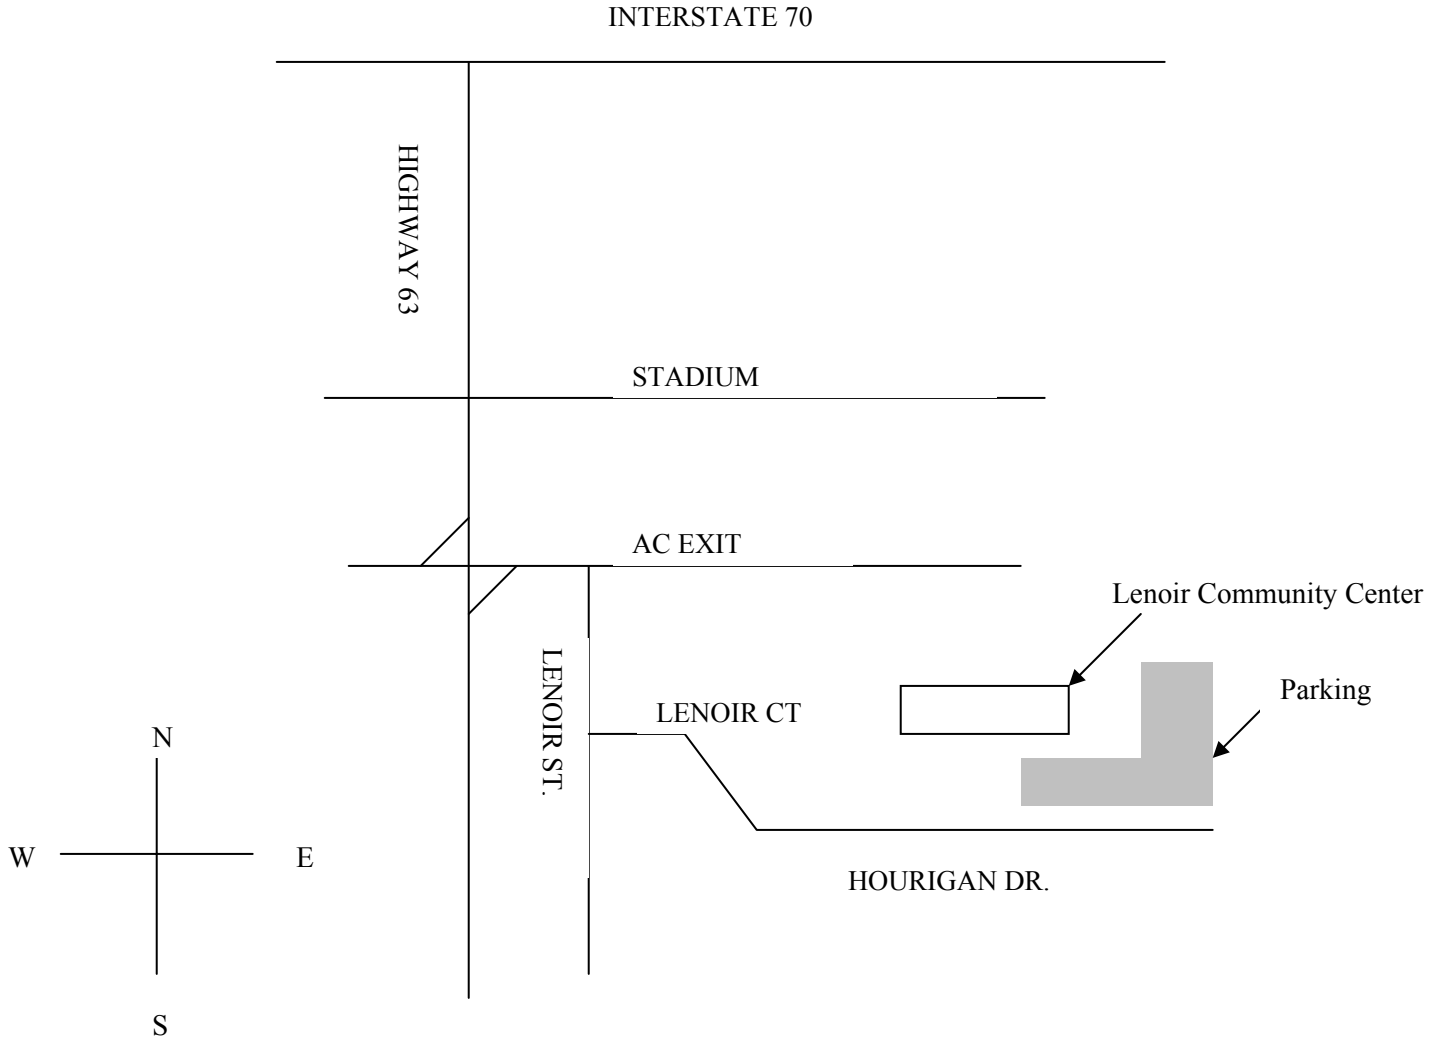 INTERSTATE 70
HIGHWAY 63
STADIUM
AC EXIT
Lenoir Community Center
LENOIR ST.
Parking
LENOIR CT
N
W
E
HOURIGAN DR.
S